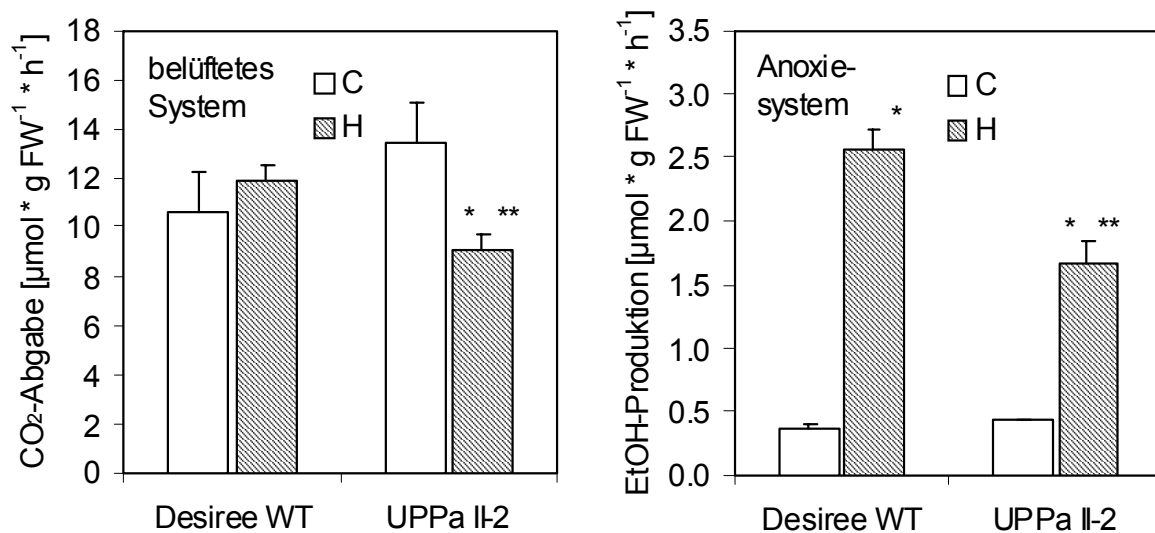 CO₂-Abgabe [µmol * g FW⁻¹ * h⁻¹]
18
16
14
12
10
8
6
4
2
0
belüftetes
System
C
H
* **
Desiree WT UPPa II-2
EtOH-Produktion [µmol * g FW⁻¹ * h⁻¹]
3.5
3.0
2.5
2.0
1.5
1.0
0.5
0.0
Anoxie-
system
C
H
*
* **
Desiree WT UPPa II-2